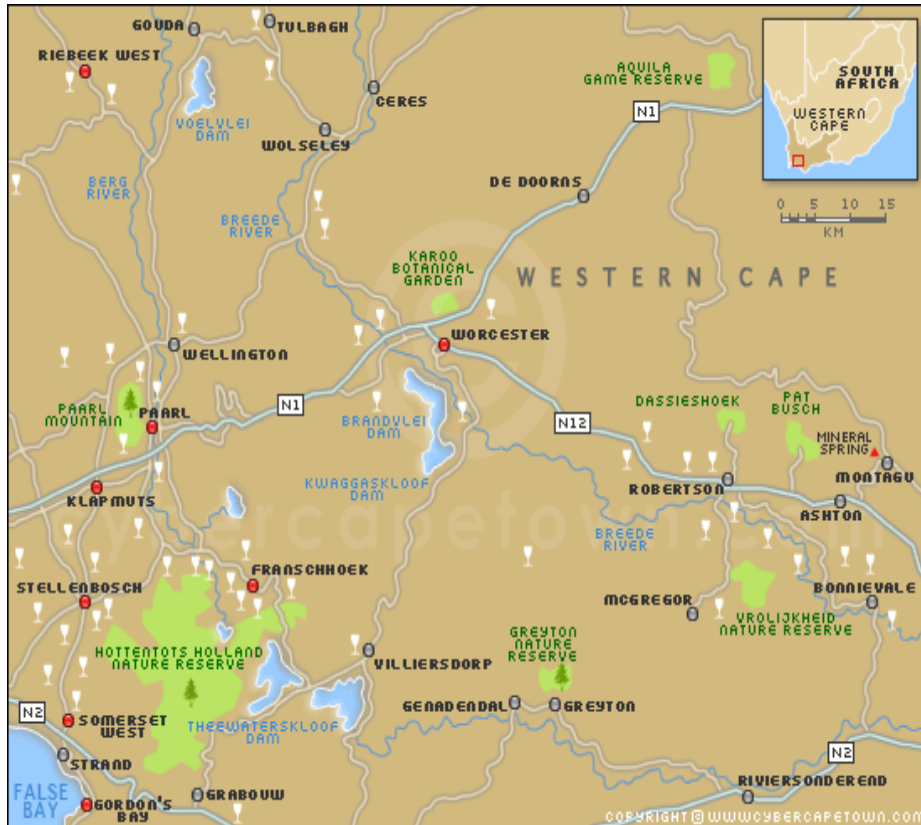 GOUDA
TULBAGH
RIEBEEK WEST
AQUILA
GAME RESERVE
SOUTH
AFRICA
WESTERN
CAPE
CERES
N1
VOELVLEI
DAM
WOLSELEY
BERG
RIVER
DE DOORNS
0 5 10 15
KM
BREEDE
RIVER
KAROO
BOTANICAL
GARDEN
WESTERN CAPE
WORCESTER
WELLINGTON
PAARL
MOUNTAIN
PAARL
N1
BRANDVLEI
DAM
N12
DASSIESHOEK
PAT
BUSCH
MINERAL
SPRING
MONTAGU
KLAPMUTS
KWAGGASKLOOF
DAM
ROBERTSON
ASHTON
cybercapetown.com
BREEDE
RIVER
FRANSCHHOEK
STELLENBOSCH
MCGREGOR
BONNIEVALE
VROLIJKHEID
NATURE RESERVE
HOTTENTOTS HOLLAND
NATURE RESERVE
VILLIERSDORP
GREYTON
NATURE
RESERVE
N2
SOMERSET
WEST
THEEWATERSKLOOF
DAM
GENADENDAL
GREYTON
STRAND
N2
FALSE
BAY
GORDON'S
BAY
GRABOUW
RIVIERSONDEREND
COPYRIGHT © WWW.CYBERCAPETOWN.COM